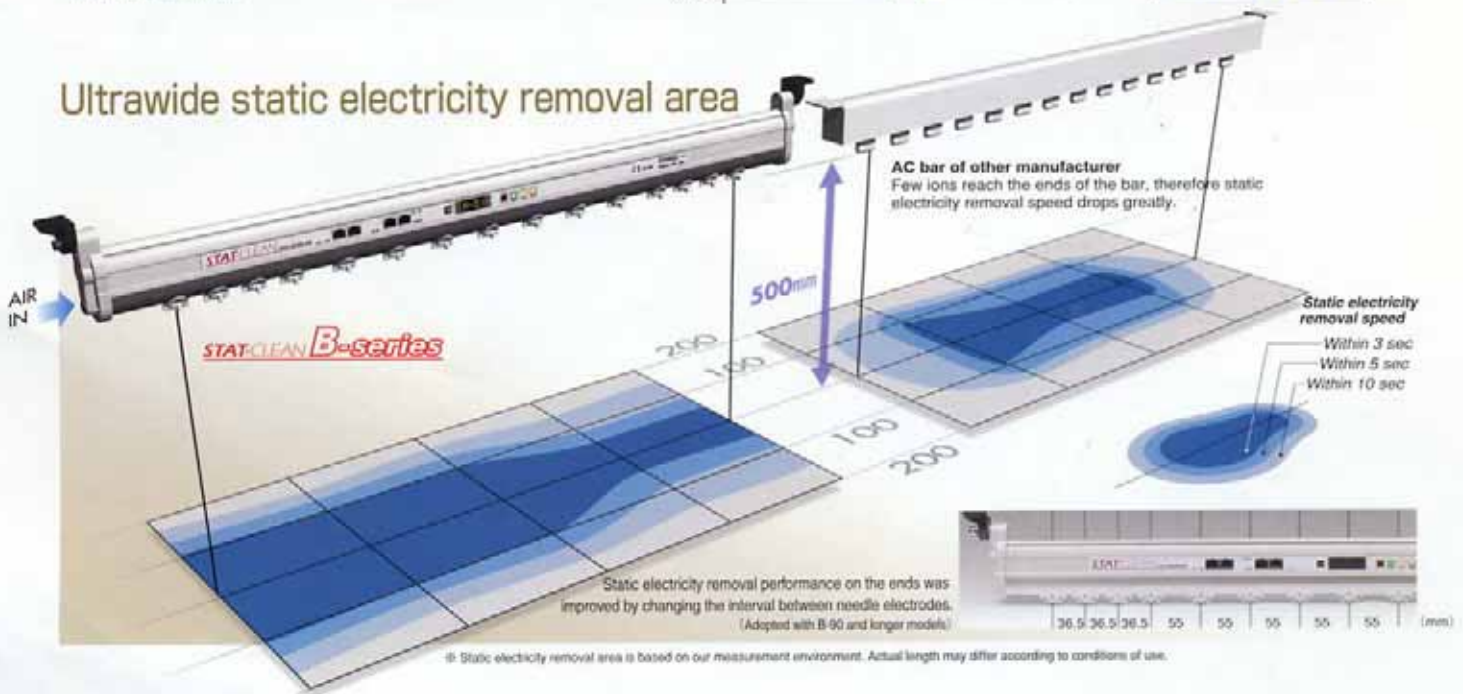 Ultrawide static electricity removal area
AC bar of other manufacturer
Few ions reach the ends of the bar, therefore static
electricity removal speed drops greatly.
STAT-CLEAN
AIR
IN
500mm
STAT-CLEAN B-series
200
100
100
200
Static electricity
removal speed
Within 3 sec
Within 5 sec
Within 10 sec
Static electricity removal performance on the ends was
improved by changing the interval between needle electrodes.
(Adopted with B-90 and longer models)
STAT-CLEAN
36.5 36.5 36.5 55 55 55 55 55 (mm)
※ Static electricity removal area is based on our measurement environment. Actual length may differ according to conditions of use.